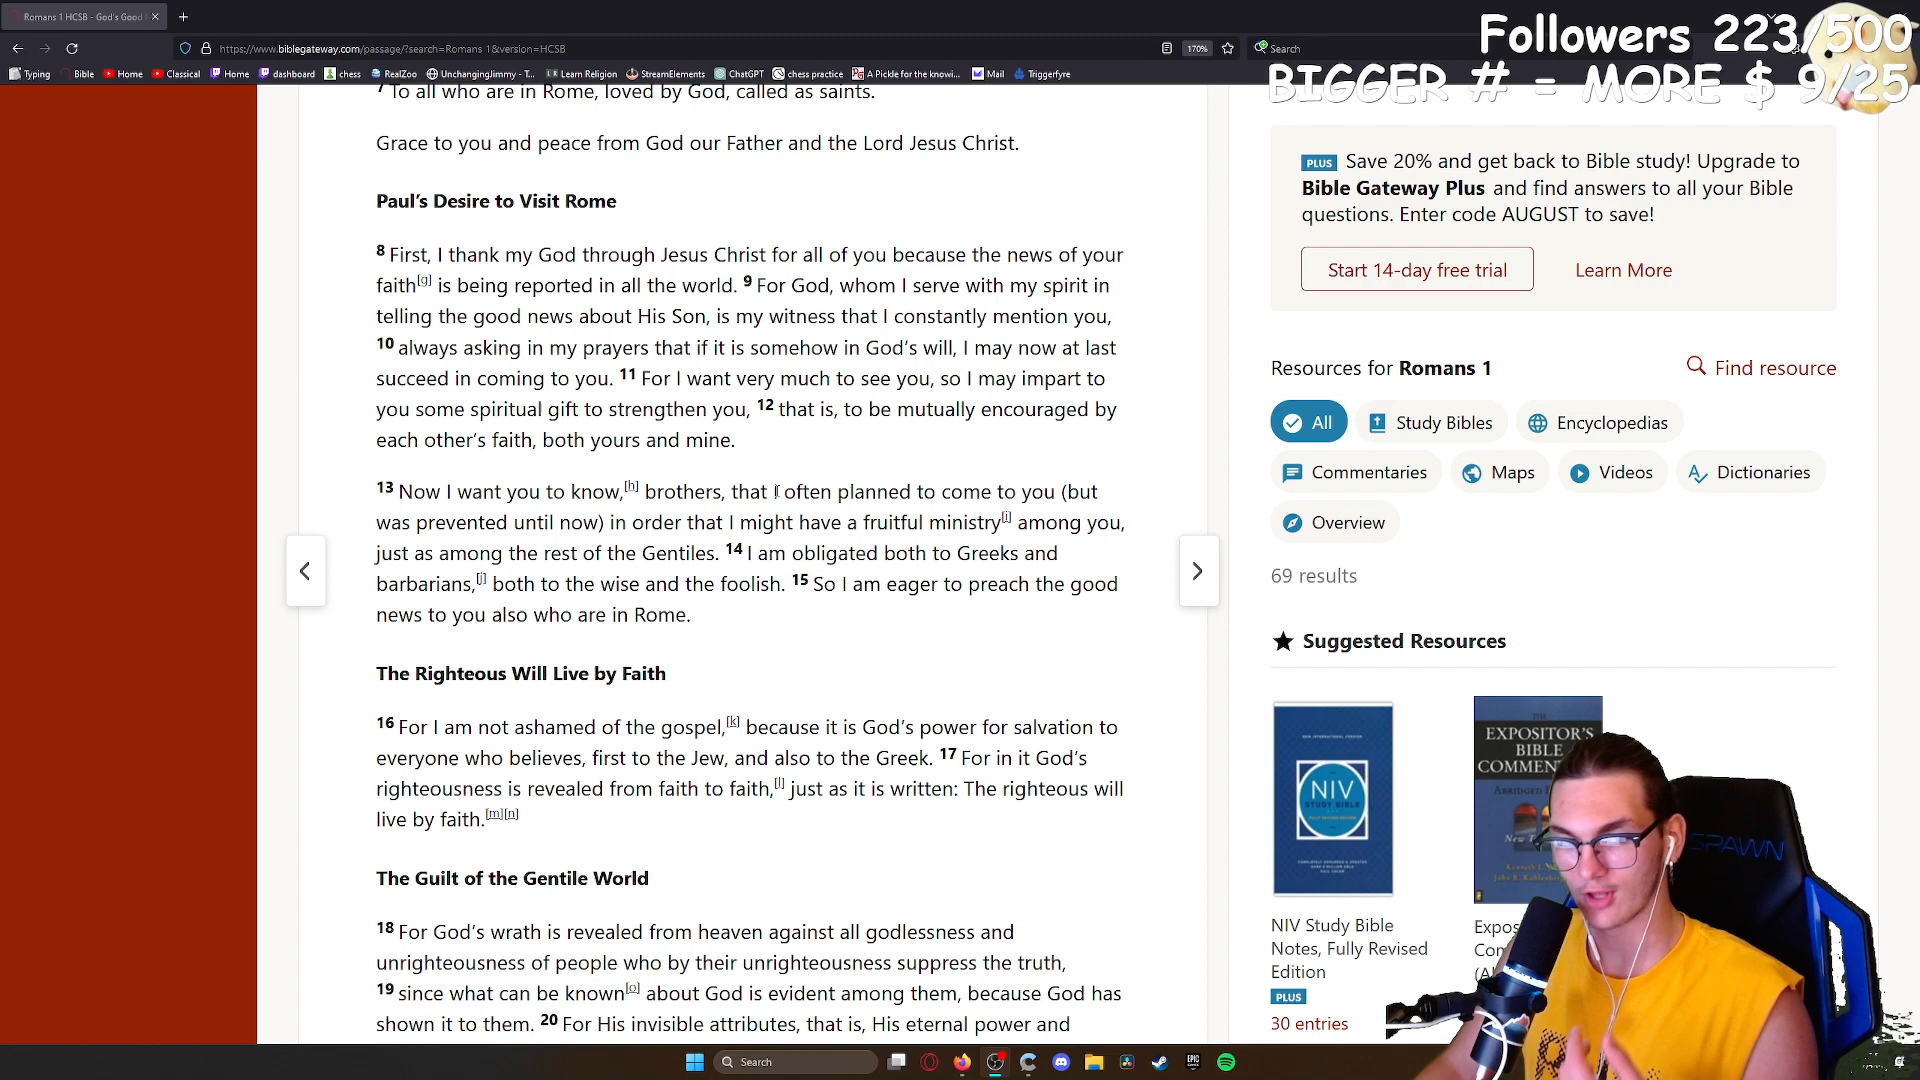 Romans 1 HCSB - God's Good
Followers 223/500
https://www.biblegateway.com/passage/?search=Romans 1&version=HCSB
170%
Search
Typing Bible Home Classical Home dashboard chess RealZoo UnchangingJimmy - T... Learn Religion StreamElements ChatGPT chess practice A Pickle for the knowi... Mail Triggerfyre
BIGGER # = MORE $ 9/25
7 To all who are in Rome, loved by God, called as saints.
Grace to you and peace from God our Father and the Lord Jesus Christ.
Paul's Desire to Visit Rome
8 First, I thank my God through Jesus Christ for all of you because the news of your
faith[g] is being reported in all the world. 9 For God, whom I serve with my spirit in
telling the good news about His Son, is my witness that I constantly mention you,
10 always asking in my prayers that if it is somehow in God's will, I may now at last
succeed in coming to you. 11 For I want very much to see you, so I may impart to
you some spiritual gift to strengthen you, 12 that is, to be mutually encouraged by
each other's faith, both yours and mine.
13 Now I want you to know,[h] brothers, that I often planned to come to you (but
was prevented until now) in order that I might have a fruitful ministry[i] among you,
just as among the rest of the Gentiles. 14 I am obligated both to Greeks and
barbarians,[j] both to the wise and the foolish. 15 So I am eager to preach the good
news to you also who are in Rome.
The Righteous Will Live by Faith
16 For I am not ashamed of the gospel,[k] because it is God's power for salvation to
everyone who believes, first to the Jew, and also to the Greek. 17 For in it God's
righteousness is revealed from faith to faith,[l] just as it is written: The righteous will
live by faith.[m][n]
The Guilt of the Gentile World
18 For God's wrath is revealed from heaven against all godlessness and
unrighteousness of people who by their unrighteousness suppress the truth,
19 since what can be known[o] about God is evident among them, because God has
shown it to them. 20 For His invisible attributes, that is, His eternal power and
PLUS Save 20% and get back to Bible study! Upgrade to
Bible Gateway Plus and find answers to all your Bible
questions. Enter code AUGUST to save!
Start 14-day free trial
Learn More
Resources for Romans 1
Find resource
All
Study Bibles
Encyclopedias
Commentaries
Maps
Videos
Dictionaries
Overview
69 results
Suggested Resources
NIV
STUDY BIBLE
THE
EXPOSITOR'S
BIBLE
NIV Study Bible
Notes, Fully Revised
Edition
PLUS
30 entries
Search